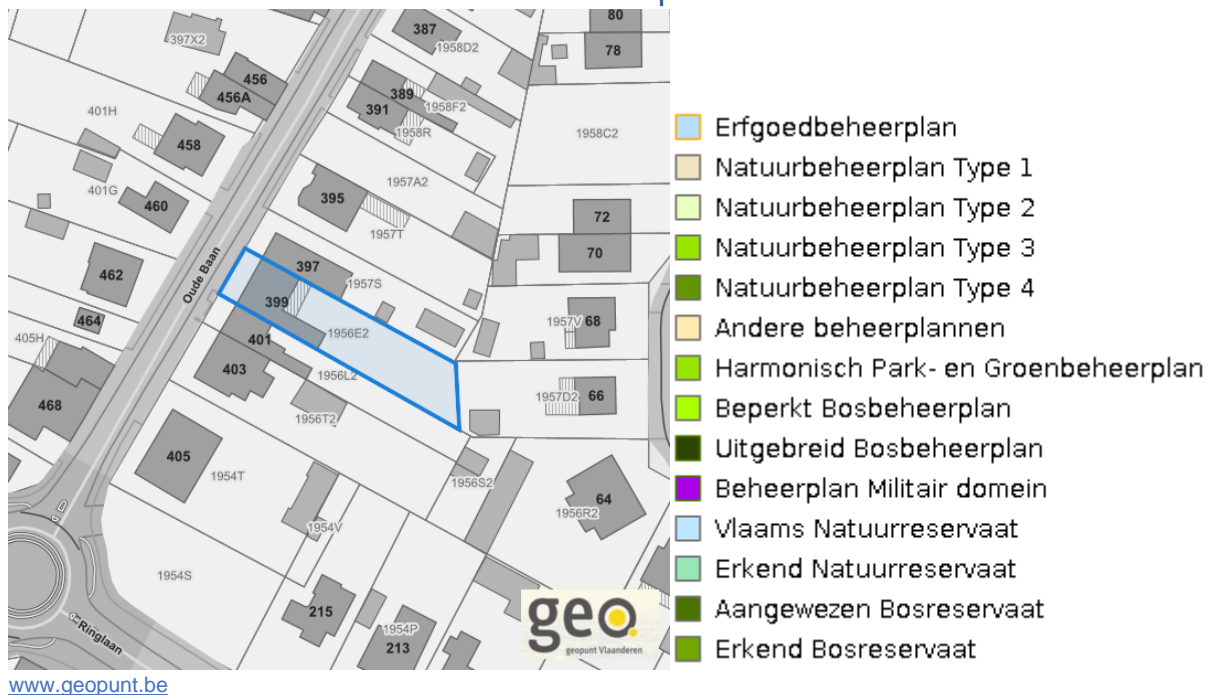 80
387
397X2
1958D2
78
456
456A
389
391
1958F2
1958R
401H
1958C2
458
401G
460
395
1957A2
1957T
72
70
462
Oude Baan
397
1957S
399
1956E2
464
405H
401
403
1956L2
1957V
68
468
1956T2
1957D2
66
405
1954T
1956S2
1956R2
64
1954V
1954S
215
1954P
213
Ringlaan
geo
geopunt Vlaanderen
Erfgoedbeheerplan
Natuurbeheerplan Type 1
Natuurbeheerplan Type 2
Natuurbeheerplan Type 3
Natuurbeheerplan Type 4
Andere beheerplannen
Harmonisch Park- en Groenbeheerplan
Beperkt Bosbeheerplan
Uitgebreid Bosbeheerplan
Beheerplan Militair domein
Vlaams Natuurreservaat
Erkend Natuurreservaat
Aangewezen Bosreservaat
Erkend Bosreservaat
www.geopunt.be